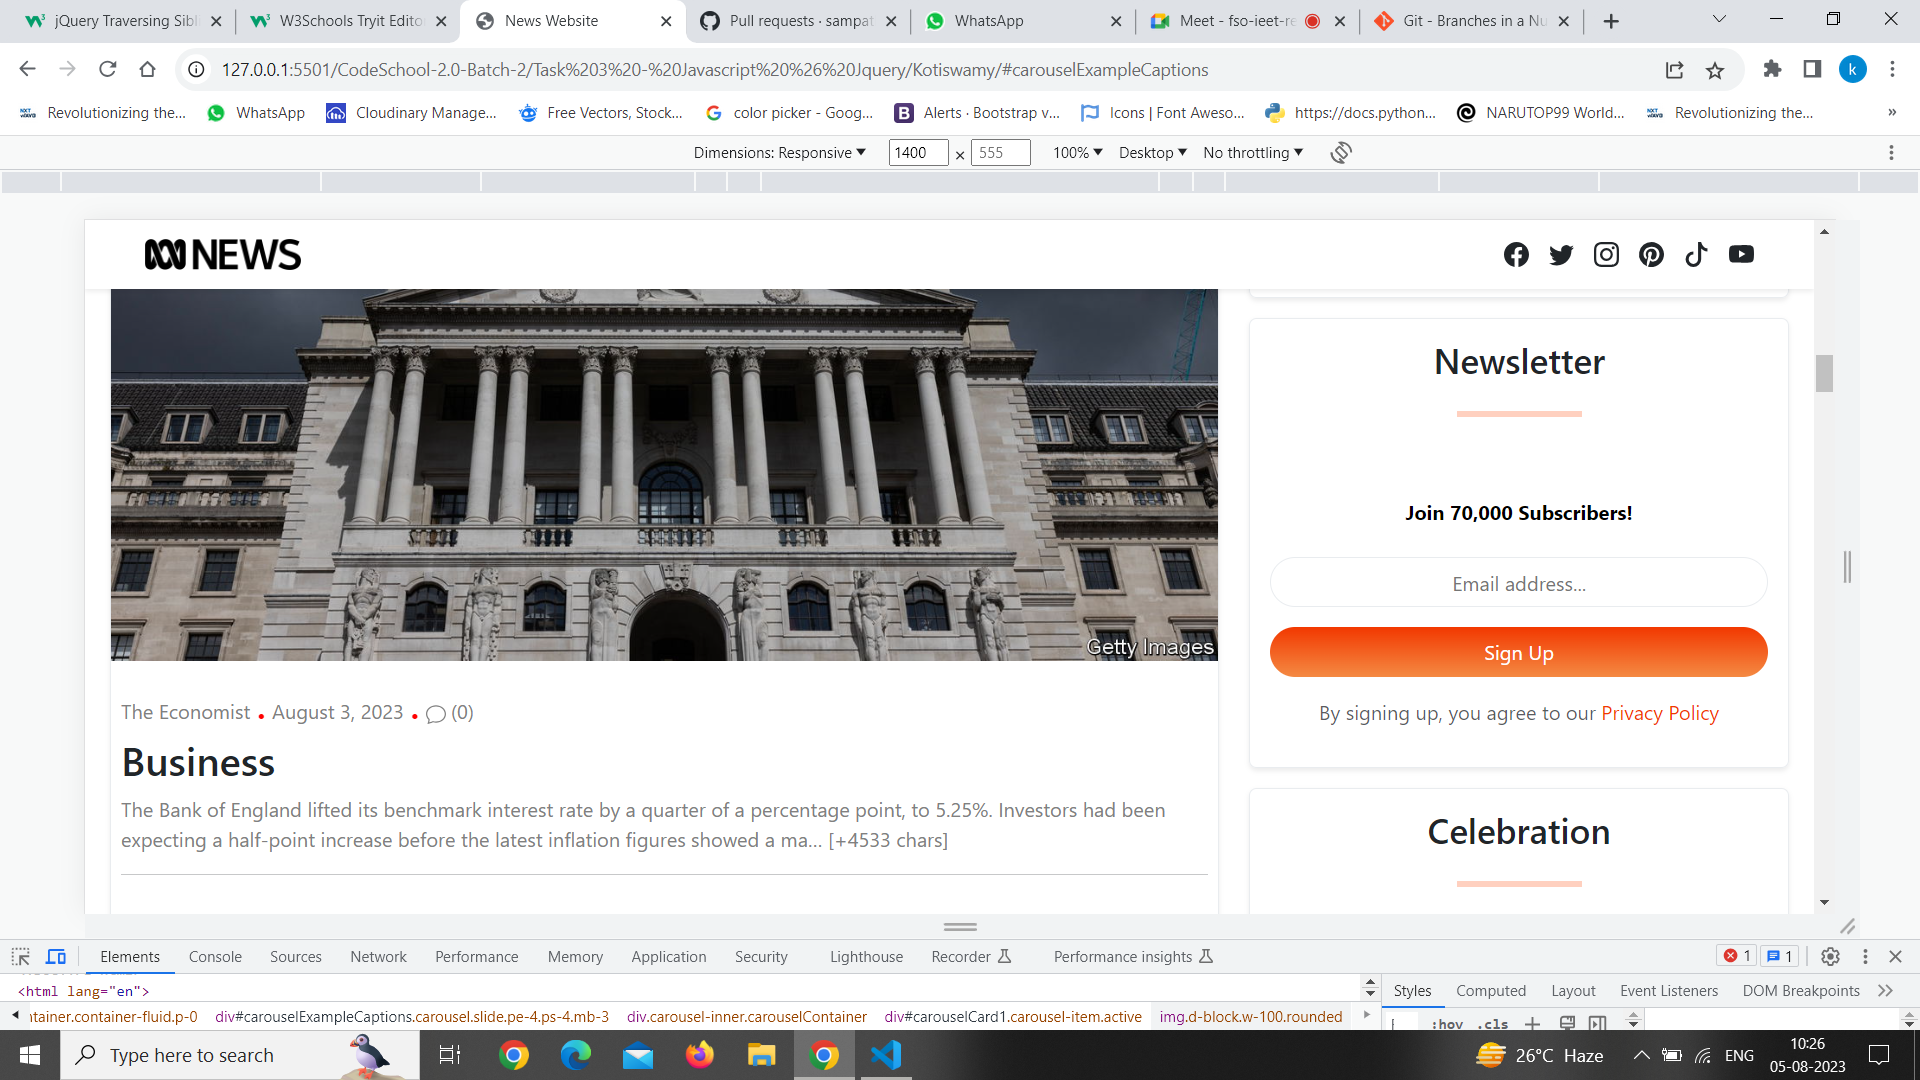 jQuery Traversing Sibli
W3Schools Tryit Editor
News Website
Pull requests · sampat
WhatsApp
Meet - fso-ieet-re
Git - Branches in a Nu
127.0.0.1:5501/CodeSchool-2.0-Batch-2/Task%203%20-%20Javascript%20%26%20Jquery/Kotiswamy/#carouselExampleCaptions
k
Revolutionizing the...
WhatsApp
Cloudinary Manage...
Free Vectors, Stock...
color picker - Goog...
Alerts · Bootstrap v...
Icons | Font Aweso...
https://docs.python...
NARUTOP99 World...
Revolutionizing the...
»
Dimensions: Responsive
1400 × 555
100%
Desktop
No throttling
NEWS
Getty Images
The Economist • August 3, 2023 • (0)
Business
The Bank of England lifted its benchmark interest rate by a quarter of a percentage point, to 5.25%. Investors had been
expecting a half-point increase before the latest inflation figures showed a ma... [+4533 chars]
Newsletter
Join 70,000 Subscribers!
Email address...
Sign Up
By signing up, you agree to our Privacy Policy
Celebration
Elements
Console
Sources
Network
Performance
Memory
Application
Security
Lighthouse
Recorder
Performance insights
1
1
<html lang="en">
ntainer.container-fluid.p-0
div#carouselExampleCaptions.carousel.slide.pe-4.ps-4.mb-3
div.carousel-inner.carouselContainer
div#carouselCard1.carousel-item.active
img.d-block.w-100.rounded
Styles
Computed
Layout
Event Listeners
DOM Breakpoints
:hov
.cls
Type here to search
26°C Haze
ENG
10:26
05-08-2023